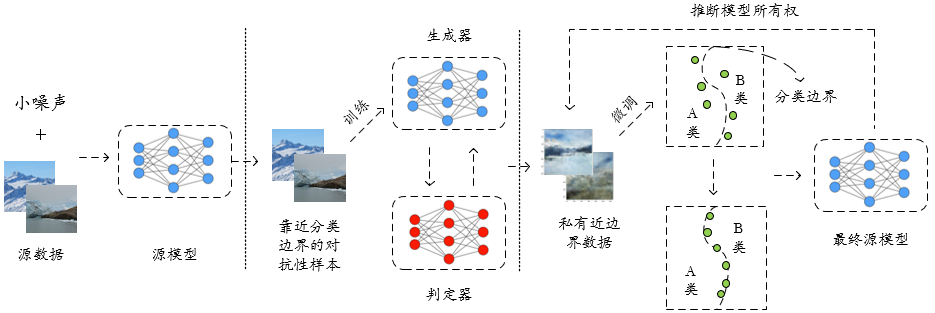 小噪声
+
源数据
源模型
靠近分类
边界的对
抗性样本
训练
生成器
判定器
私有近边
界数据
微调
推断模型所有权
A
类
B
类
分类边界
A
类
B
类
最终源模型